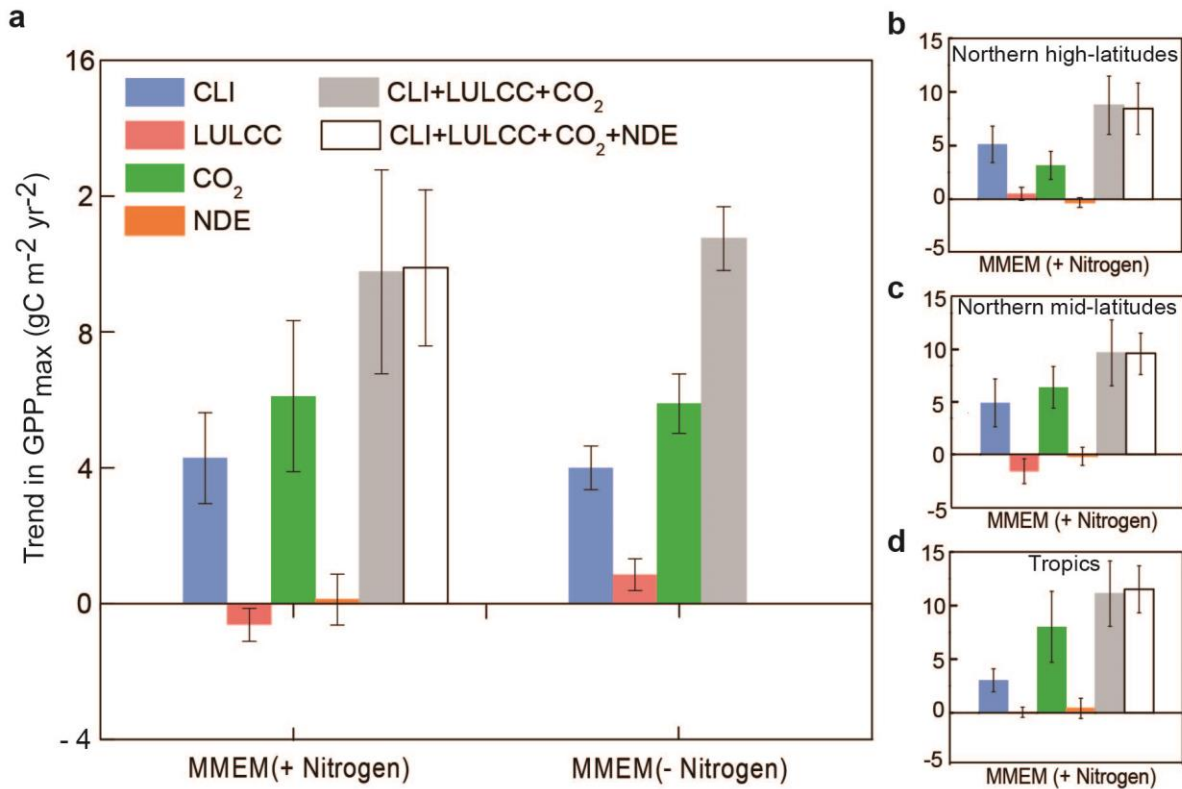 a
Trend in GPPmax (gC m-2 yr-2)
16
2
8
4
0
- 4
CLI
LULCC
CO2
NDE
CLI+LULCC+CO2
CLI+LULCC+CO2+NDE
MMEM(+ Nitrogen)
MMEM(- Nitrogen)
b
15
10
5
0
-5
Northern high-latitudes
MMEM (+ Nitrogen)
c
15
10
5
0
-5
Northern mid-latitudes
MMEM (+ Nitrogen)
d
15
10
5
0
-5
Tropics
MMEM (+ Nitrogen)